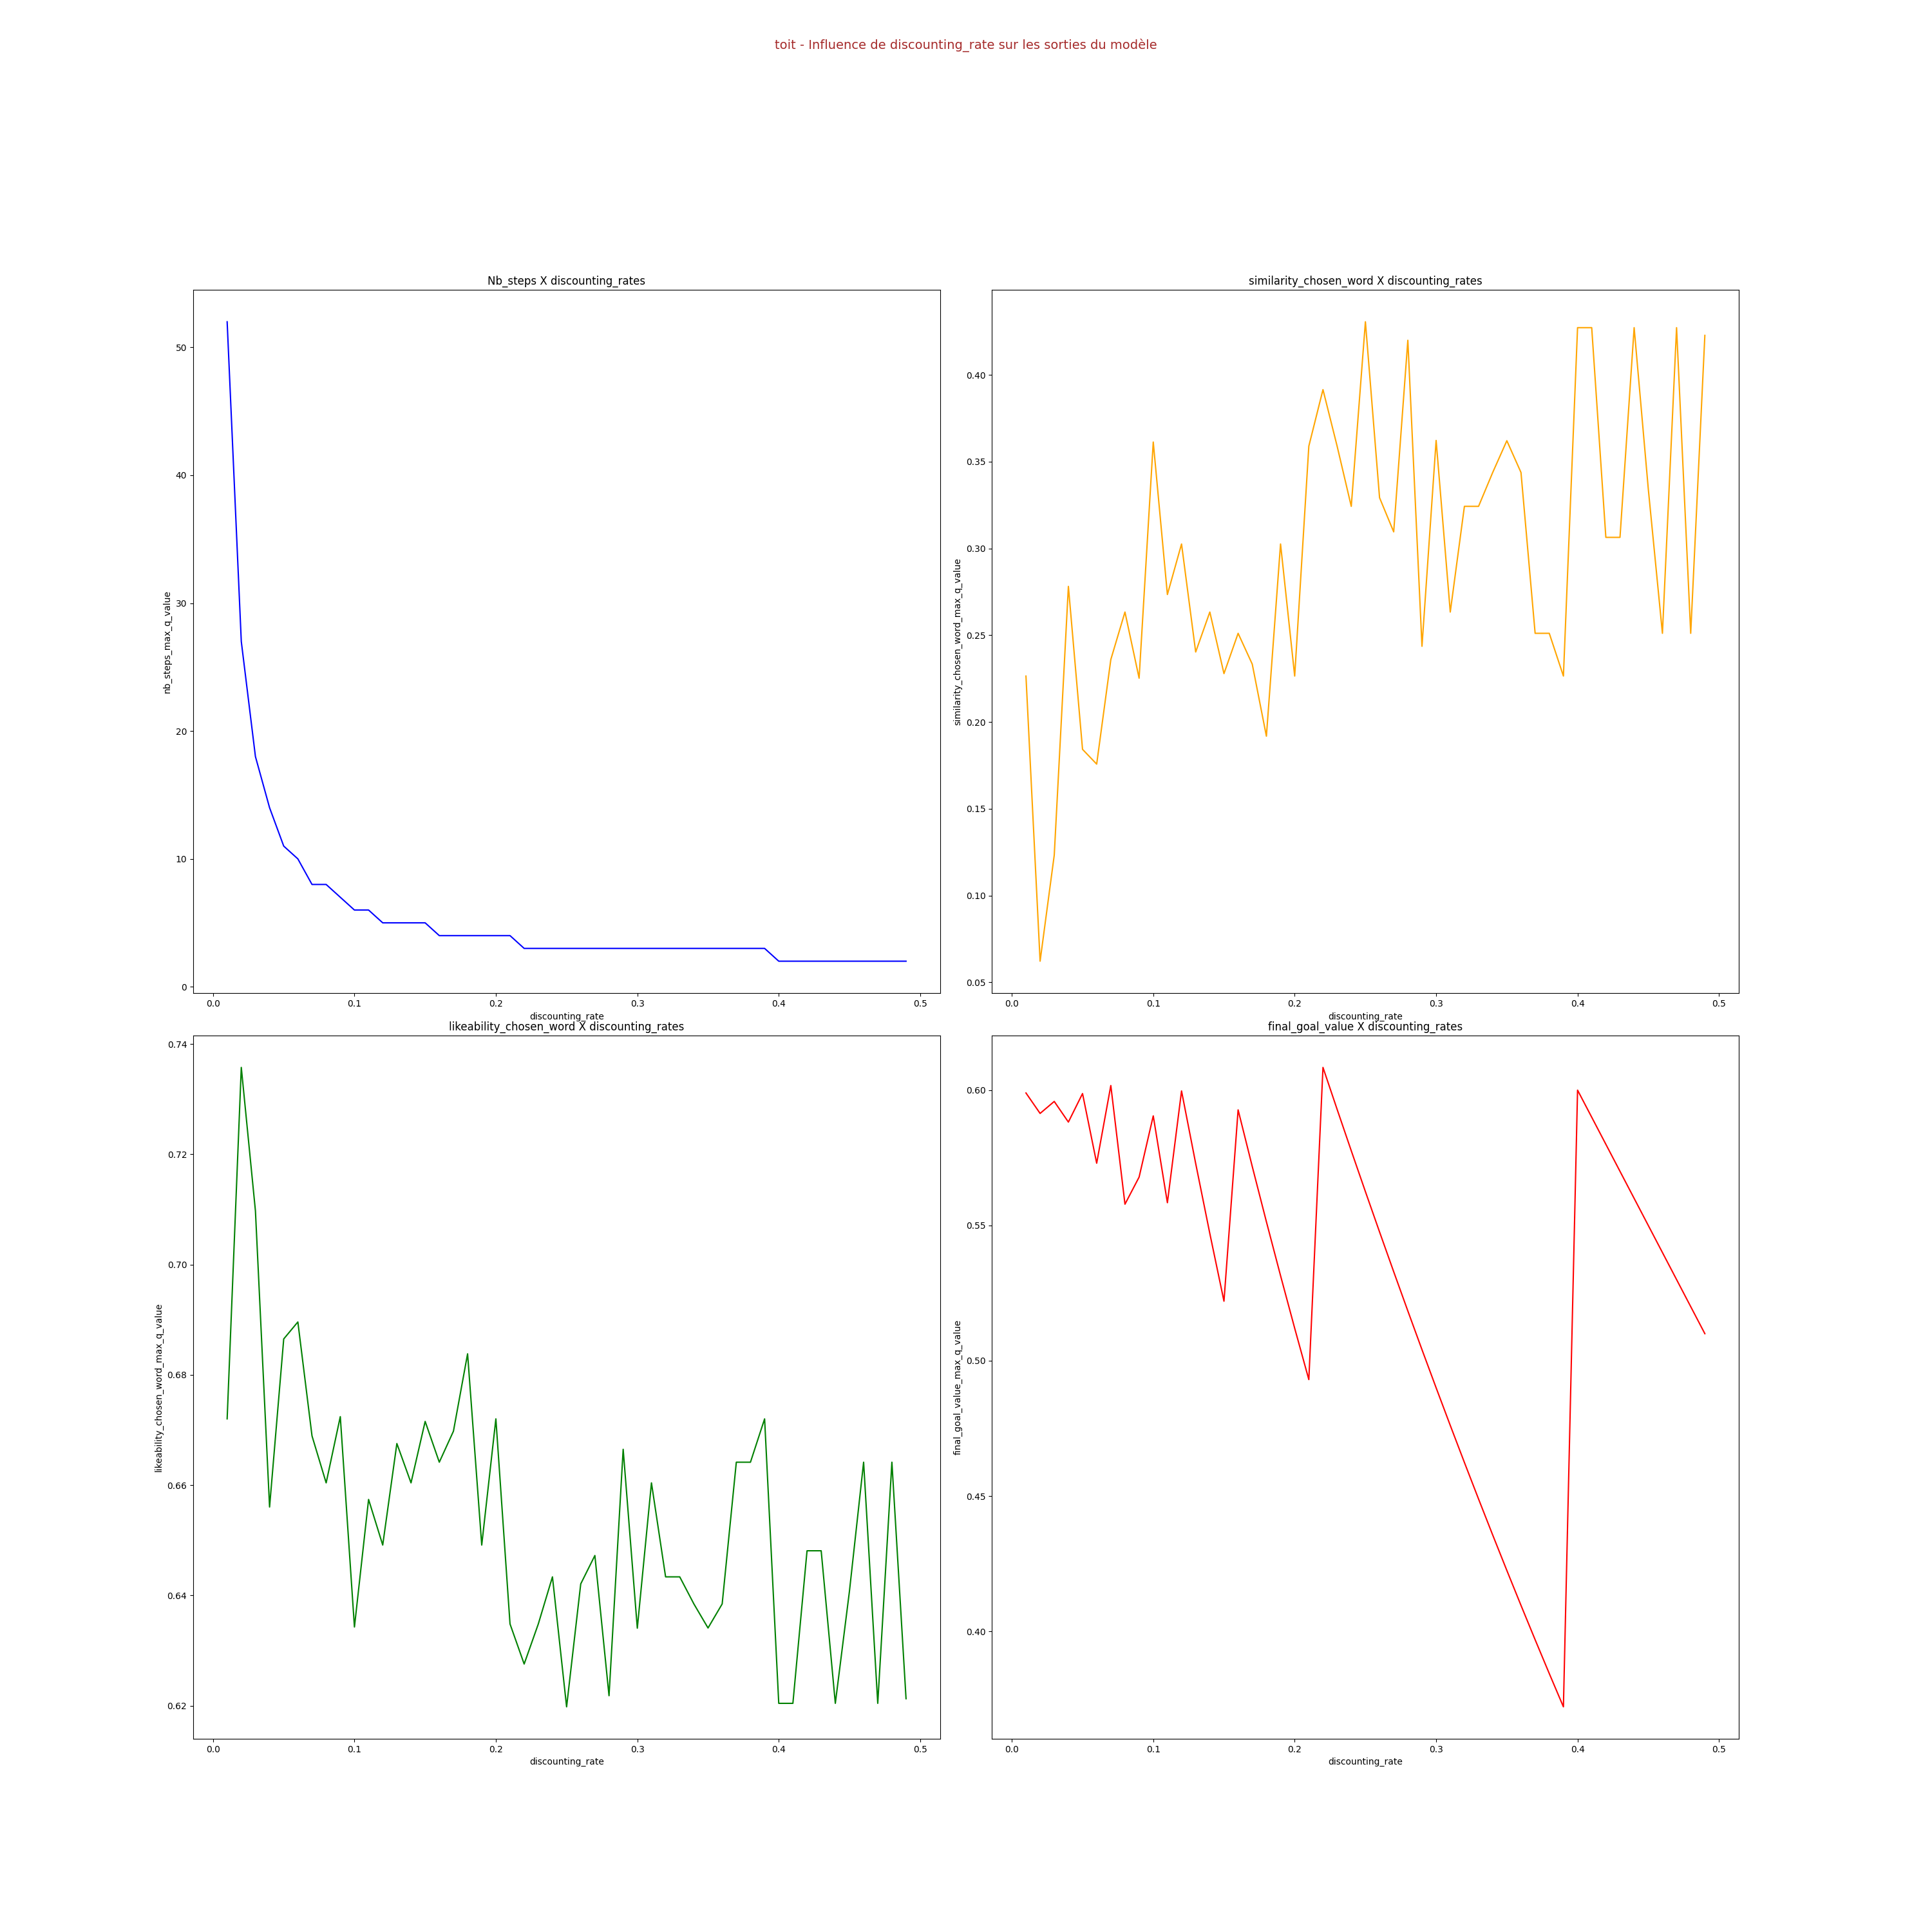 toit - Influence de discounting_rate sur les sorties du modèle
Nb_steps X discounting_rates
nb_steps_max_q_value
50
40
30
20
10
0
0.0 0.1 0.2 0.3 0.4 0.5
discounting_rate
similarity_chosen_word X discounting_rates
similarity_chosen_word_max_q_value
0.40
0.35
0.30
0.25
0.20
0.15
0.10
0.05
0.0 0.1 0.2 0.3 0.4 0.5
discounting_rate
likeability_chosen_word X discounting_rates
likeability_chosen_word_max_q_value
0.74
0.72
0.70
0.68
0.66
0.64
0.62
0.0 0.1 0.2 0.3 0.4 0.5
discounting_rate
final_goal_value X discounting_rates
final_goal_value_max_q_value
0.60
0.55
0.50
0.45
0.40
0.0 0.1 0.2 0.3 0.4 0.5
discounting_rate